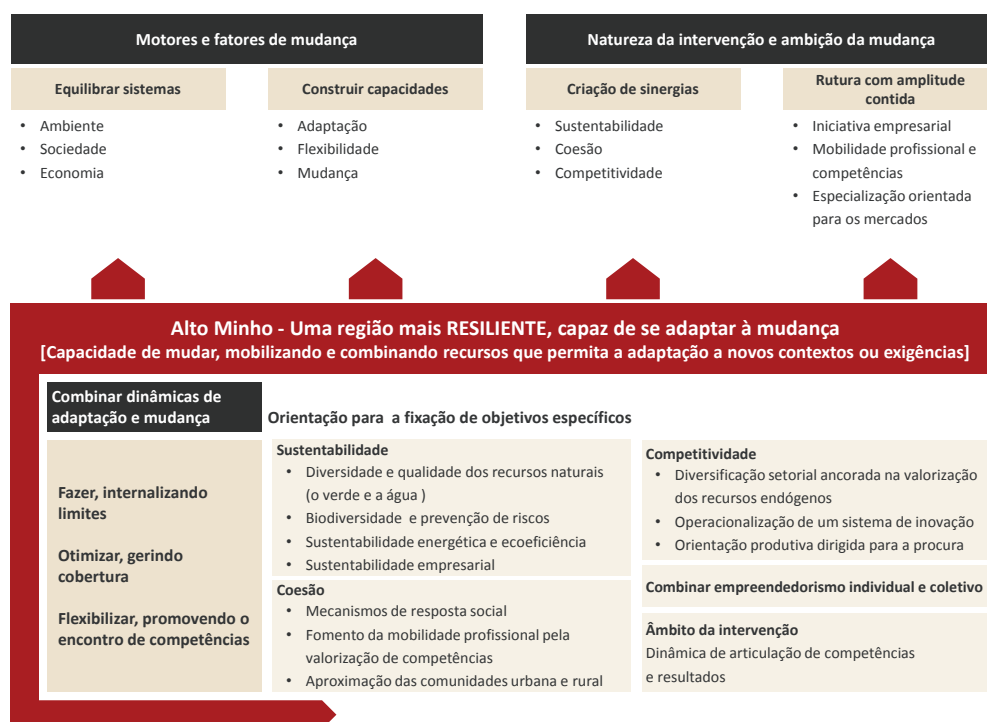 Motores e fatores de mudança
Natureza da intervenção e ambição da mudança
Equilibrar sistemas
• Ambiente
• Sociedade
• Economia
Construir capacidades
• Adaptação
• Flexibilidade
• Mudança
Criação de sinergias
• Sustentabilidade
• Coesão
• Competitividade
Rutura com amplitude
contida
• Iniciativa empresarial
• Mobilidade profissional e
competências
• Especialização orientada
para os mercados
Alto Minho - Uma região mais RESILIENTE, capaz de se adaptar à mudança
[Capacidade de mudar, mobilizando e combinando recursos que permita a adaptação a novos contextos ou exigências]
Combinar dinâmicas de
adaptação e mudança
Fazer, internalizando
limites
Otimizar, gerindo
cobertura
Flexibilizar, promovendo o
encontro de competências
Orientação para a fixação de objetivos específicos
Sustentabilidade
• Diversidade e qualidade dos recursos naturais
(o verde e a água )
• Biodiversidade e prevenção de riscos
• Sustentabilidade energética e ecoeficiência
• Sustentabilidade empresarial
Coesão
• Mecanismos de resposta social
• Fomento da mobilidade profissional pela
valorização de competências
• Aproximação das comunidades urbana e rural
Competitividade
• Diversificação setorial ancorada na valorização
dos recursos endógenos
• Operacionalização de um sistema de inovação
• Orientação produtiva dirigida para a procura
Combinar empreendedorismo individual e coletivo
Âmbito da intervenção
Dinâmica de articulação de competências
e resultados